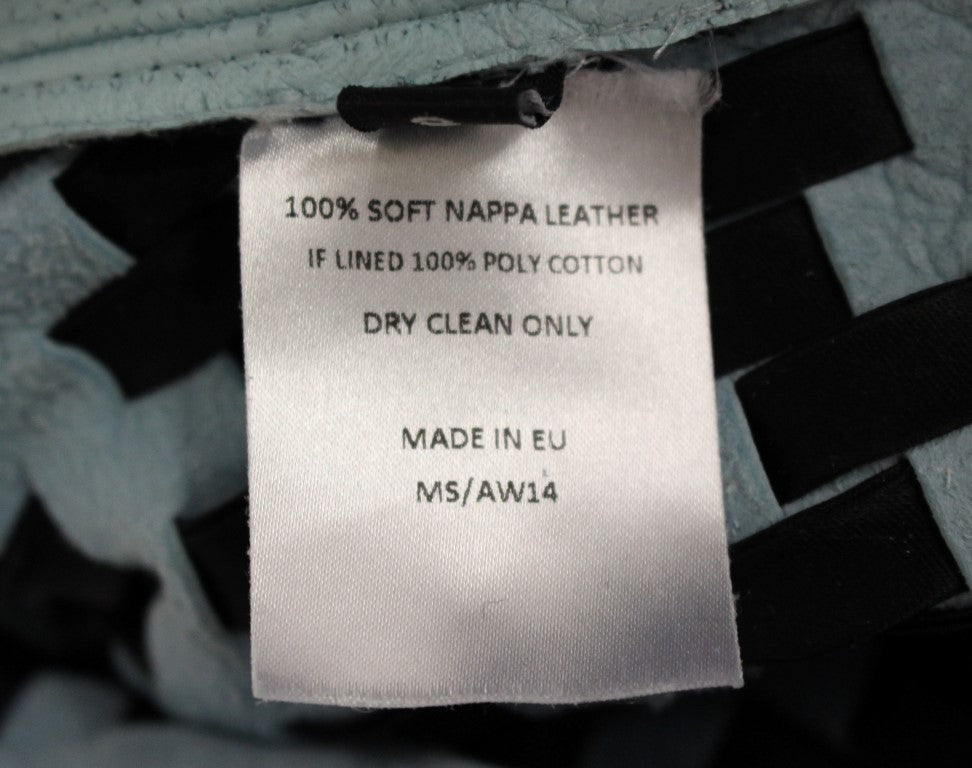 100% SOFT NAPPA LEATHER
IF LINED 100% POLY COTTON
DRY CLEAN ONLY
MADE IN EU
MS/AW14